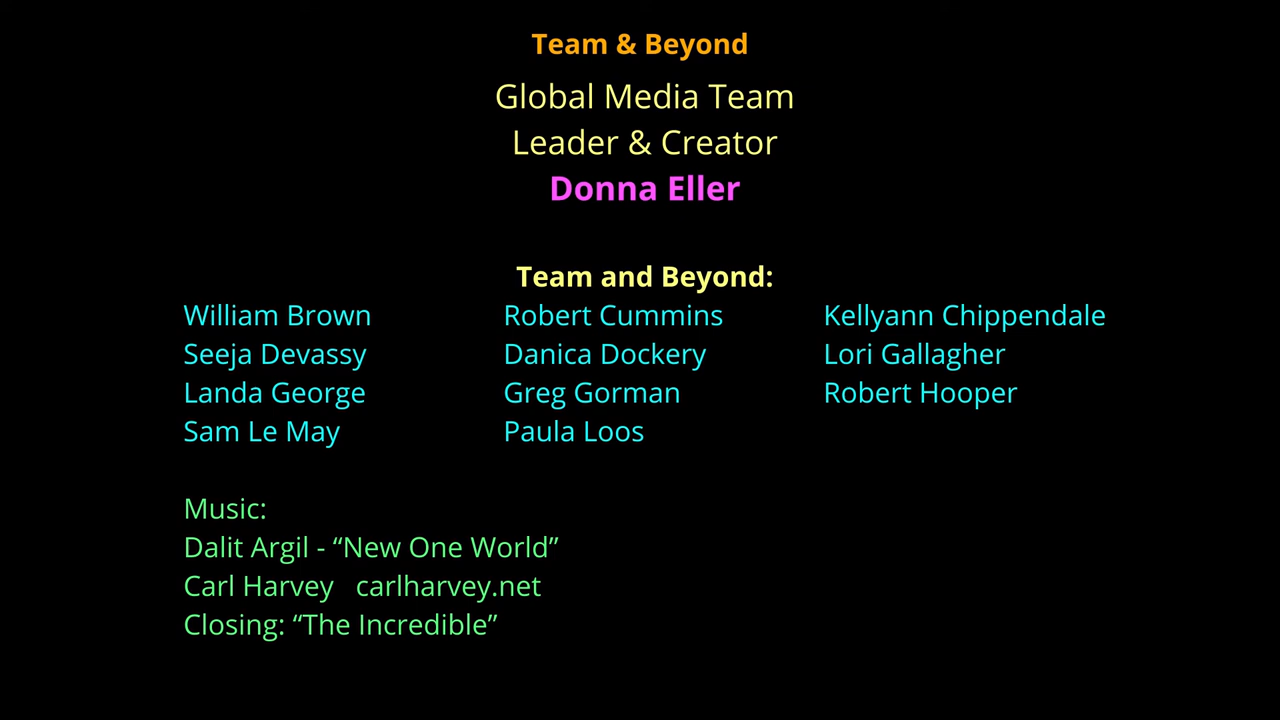 Team & Beyond
Global Media Team
Leader & Creator
Donna Eller
Team and Beyond:
William Brown Robert Cummins Kellyann Chippendale
Seeja Devassy Danica Dockery Lori Gallagher
Landa George Greg Gorman Robert Hooper
Sam Le May Paula Loos
Music:
Dalit Argil - “New One World”
Carl Harvey carlharvey.net
Closing: “The Incredible”